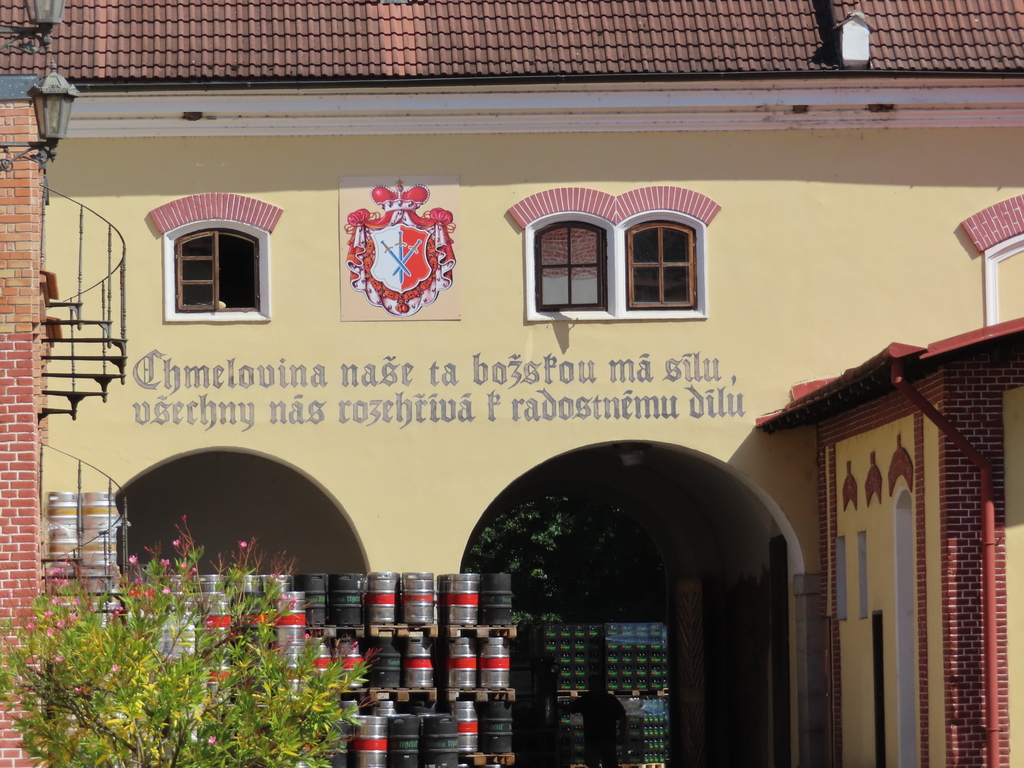 Chmelovina naše ta božskou má sílu,
všechny nás rozehřívá k radostnému dílu